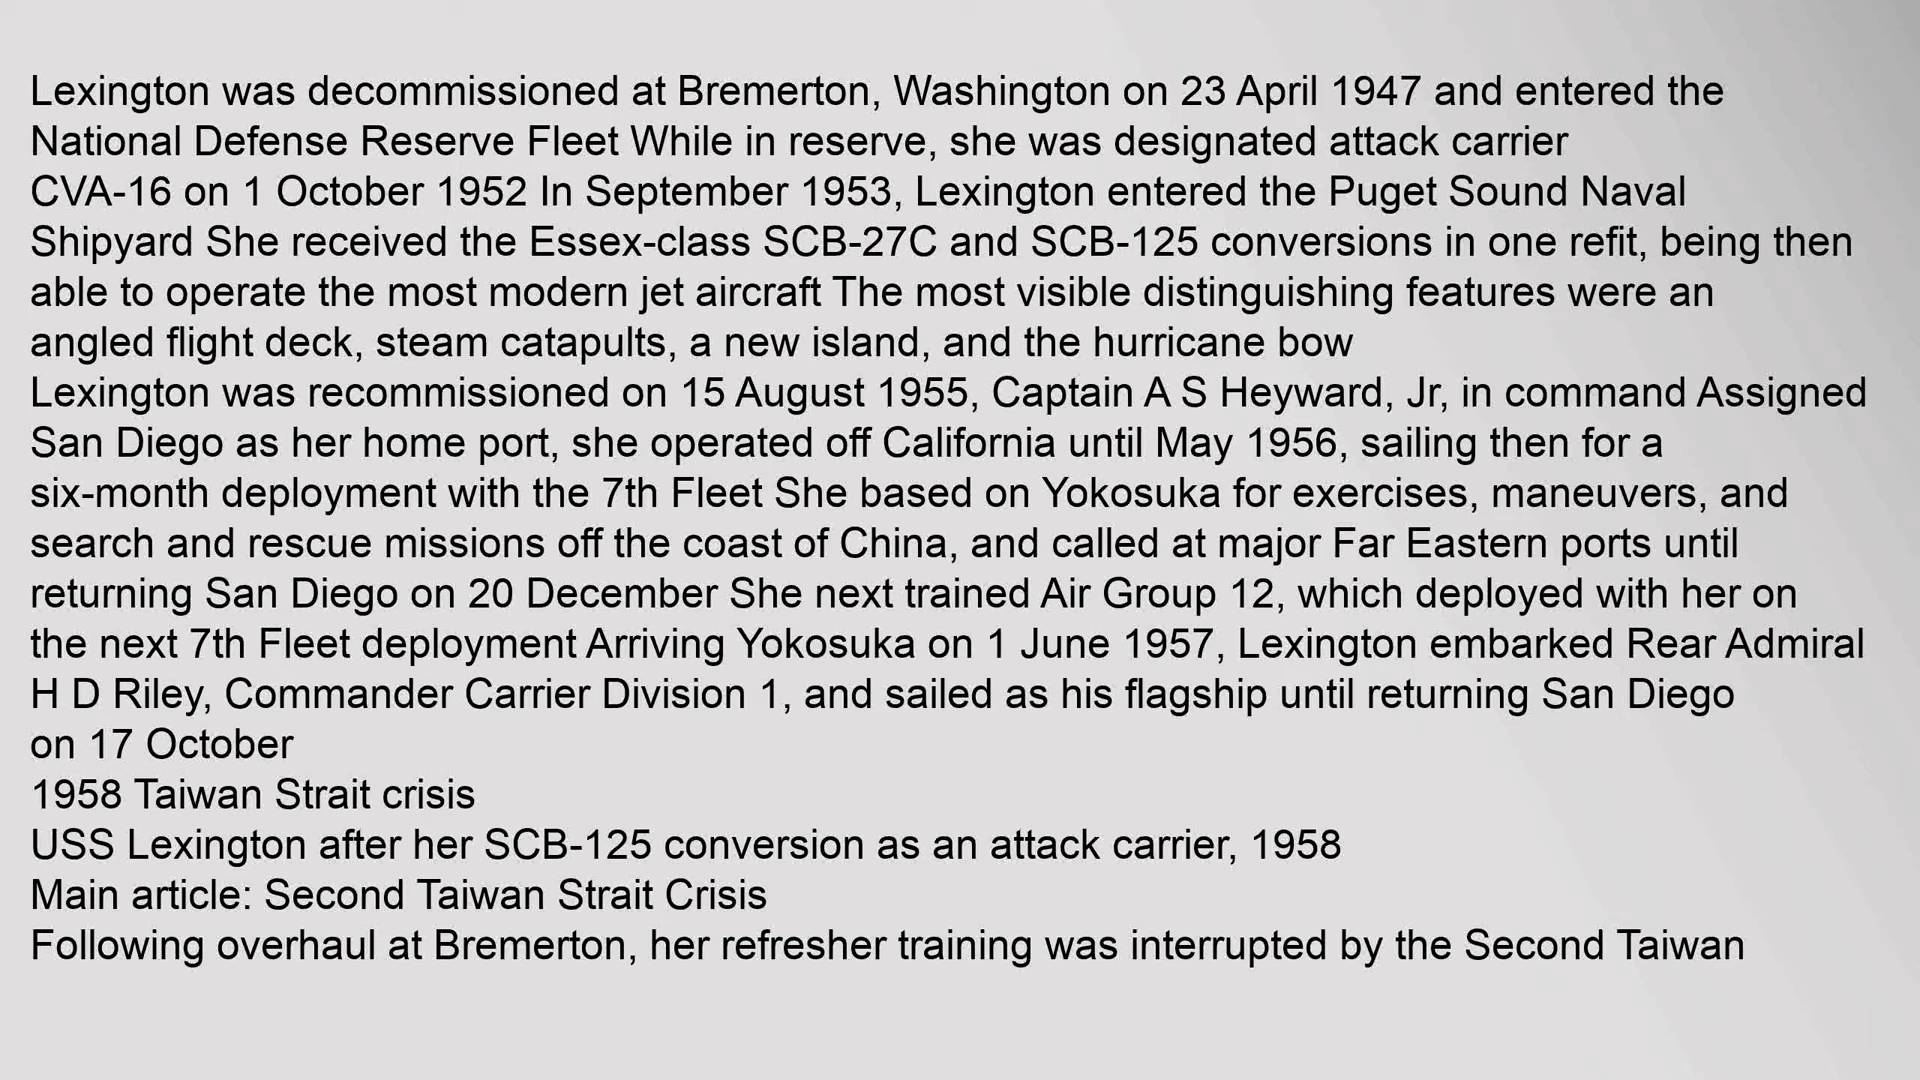 Lexington was decommissioned at Bremerton, Washington on 23 April 1947 and entered the
National Defense Reserve Fleet While in reserve, she was designated attack carrier
CVA-16 on 1 October 1952 In September 1953, Lexington entered the Puget Sound Naval
Shipyard She received the Essex-class SCB-27C and SCB-125 conversions in one refit, being then
able to operate the most modern jet aircraft The most visible distinguishing features were an
angled flight deck, steam catapults, a new island, and the hurricane bow
Lexington was recommissioned on 15 August 1955, Captain A S Heyward, Jr, in command Assigned
San Diego as her home port, she operated off California until May 1956, sailing then for a
six-month deployment with the 7th Fleet She based on Yokosuka for exercises, maneuvers, and
search and rescue missions off the coast of China, and called at major Far Eastern ports until
returning San Diego on 20 December She next trained Air Group 12, which deployed with her on
the next 7th Fleet deployment Arriving Yokosuka on 1 June 1957, Lexington embarked Rear Admiral
H D Riley, Commander Carrier Division 1, and sailed as his flagship until returning San Diego
on 17 October
1958 Taiwan Strait crisis
USS Lexington after her SCB-125 conversion as an attack carrier, 1958
Main article: Second Taiwan Strait Crisis
Following overhaul at Bremerton, her refresher training was interrupted by the Second Taiwan